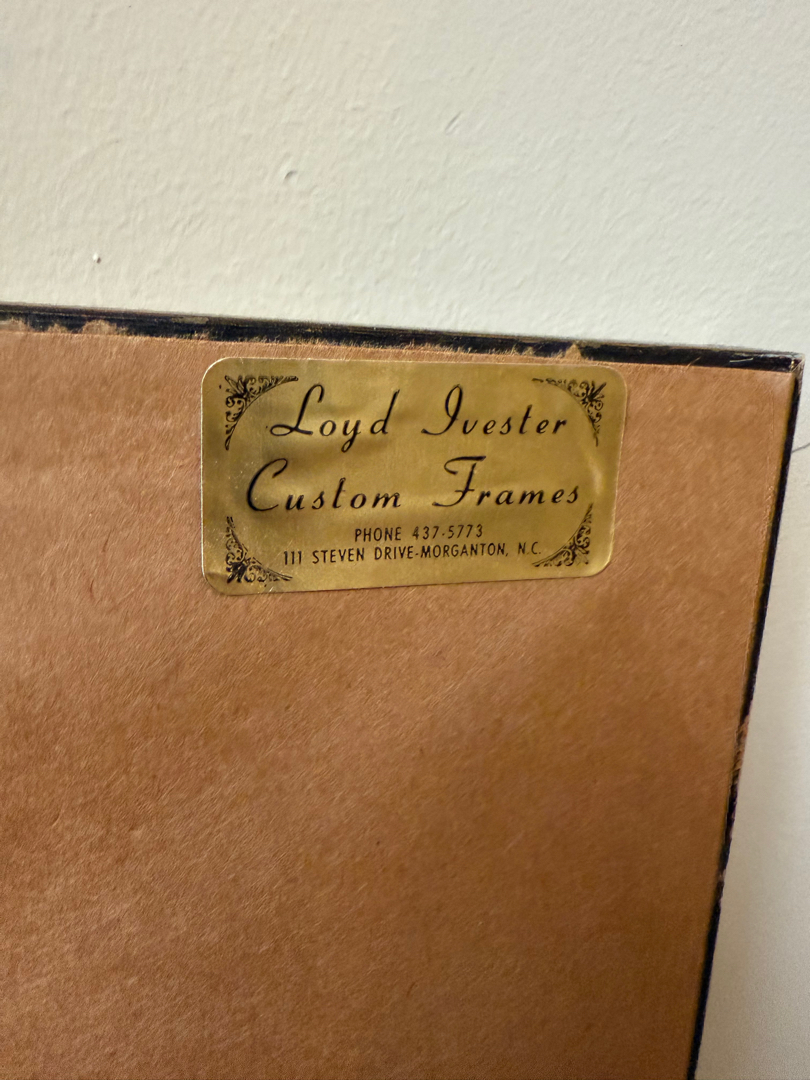 Loyd Ivester
Custom Frames
PHONE 437-5773
111 STEVEN DRIVE-MORGANTON, N.C.